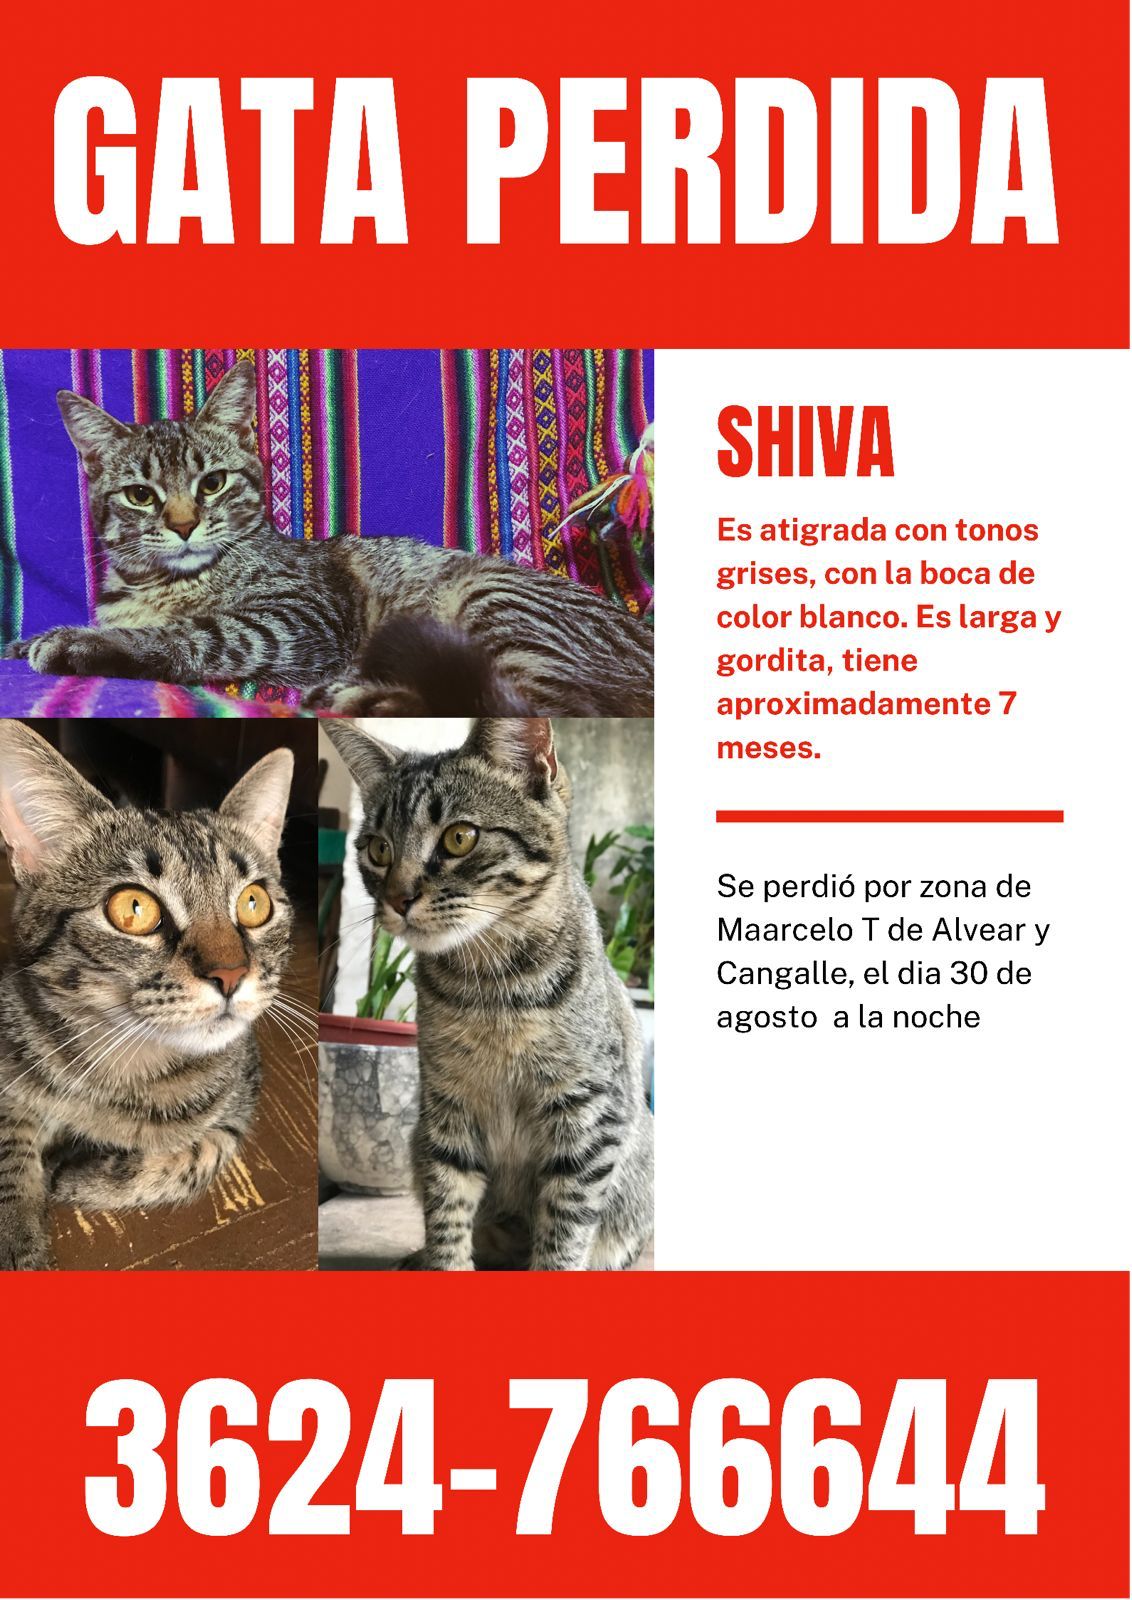 GATA PERDIDA
SHIVA
Es atigrada con tonos
grises, con la boca de
color blanco. Es larga y
gordita, tiene
aproximadamente 7
meses.
Se perdió por zona de
Maarcelo T de Alvear y
Cangalle, el dia 30 de
agosto  a la noche
3624-766644